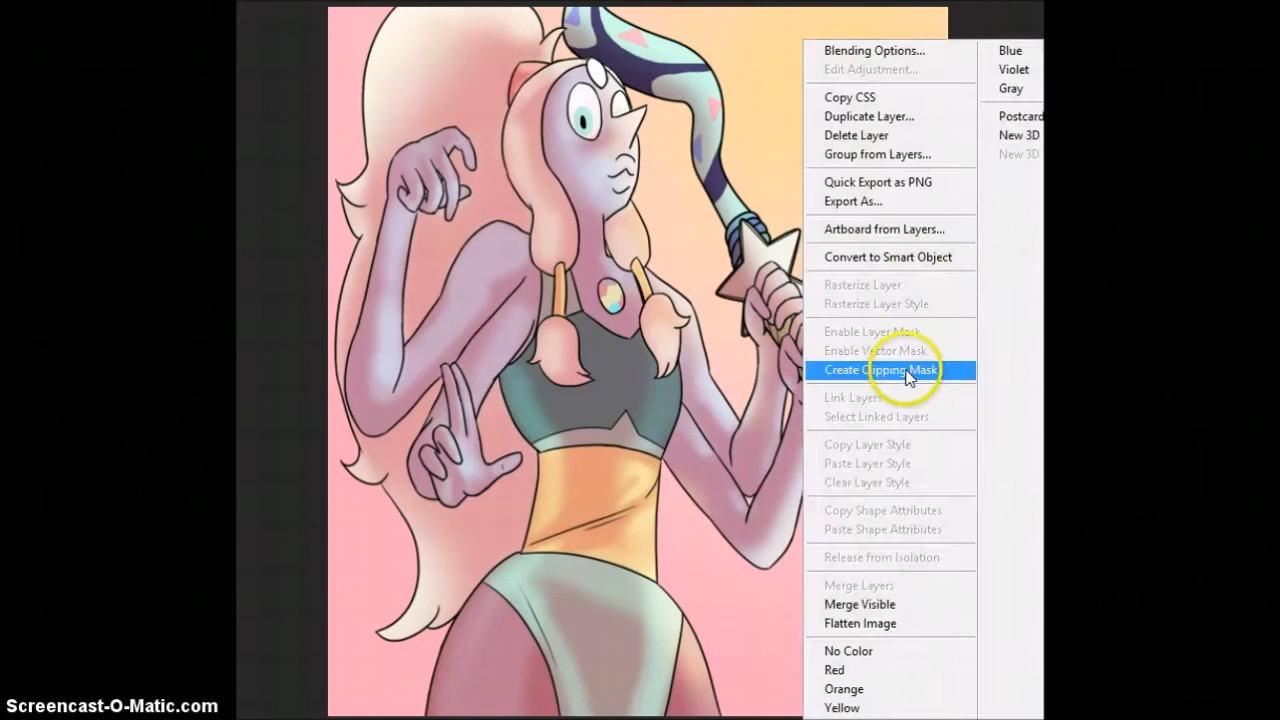 Blending Options...
Edit Adjustment...
Copy CSS
Duplicate Layer...
Delete Layer
Group from Layers...
Quick Export as PNG
Export As...
Artboard from Layers...
Convert to Smart Object
Rasterize Layer
Rasterize Layer Style
Enable Layer Mask
Enable Vector Mask
Create Clipping Mask
Link Layers
Select Linked Layers
Copy Layer Style
Paste Layer Style
Clear Layer Style
Copy Shape Attributes
Paste Shape Attributes
Release from Isolation
Merge Layers
Merge Visible
Flatten Image
No Color
Red
Orange
Yellow
Blue
Violet
Gray
Postcard
New 3D
New 3D
Screencast-O-Matic.com